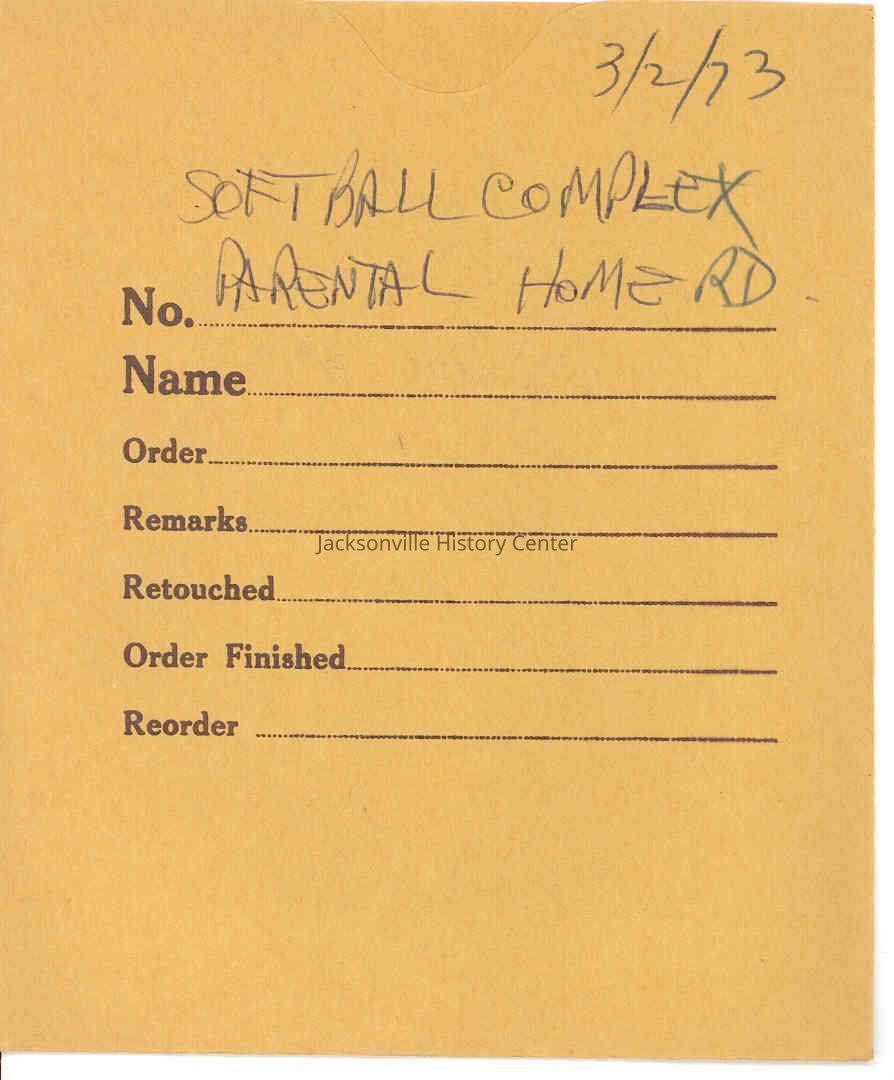 3/2/73
SOFTBALL COMPLEX
PARENTAL HOME RD
No.
Name
Order
Remarks
Jacksonville History Center
Retouched
Order Finished
Reorder